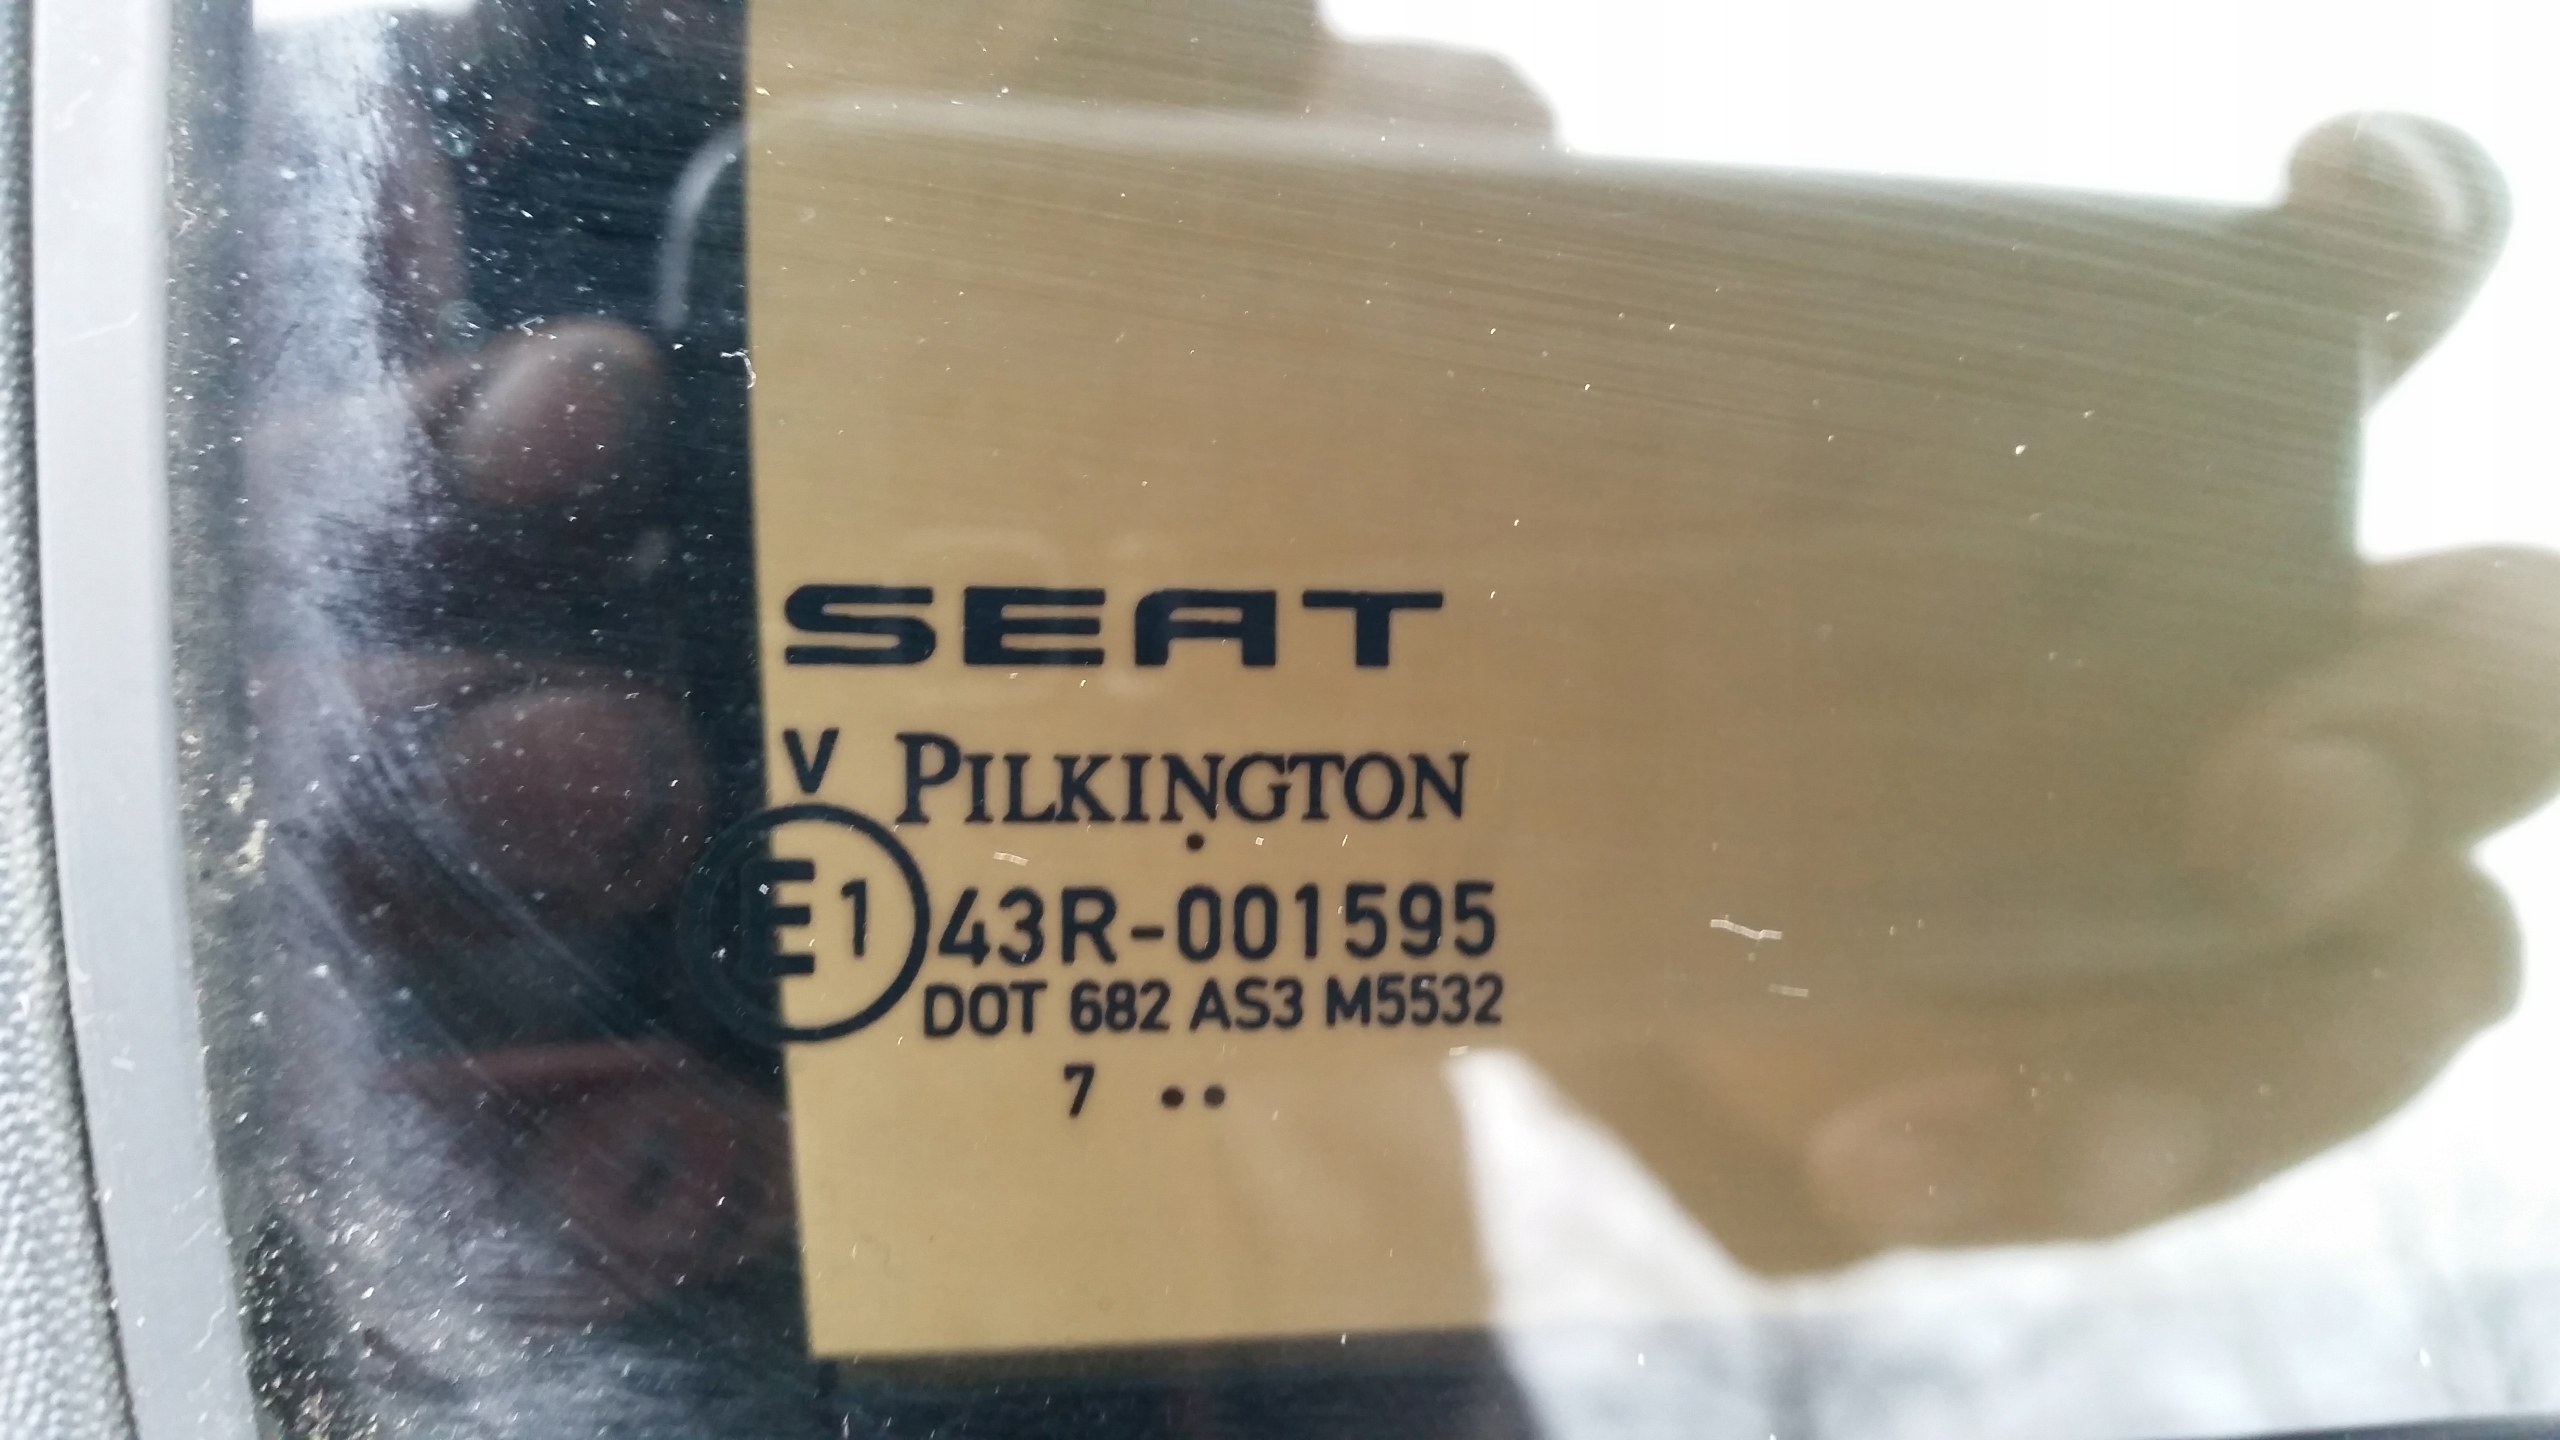 SEAT
V PILKINGTON
E1 43R-001595
DOT 682 AS3 M5532
7 ••